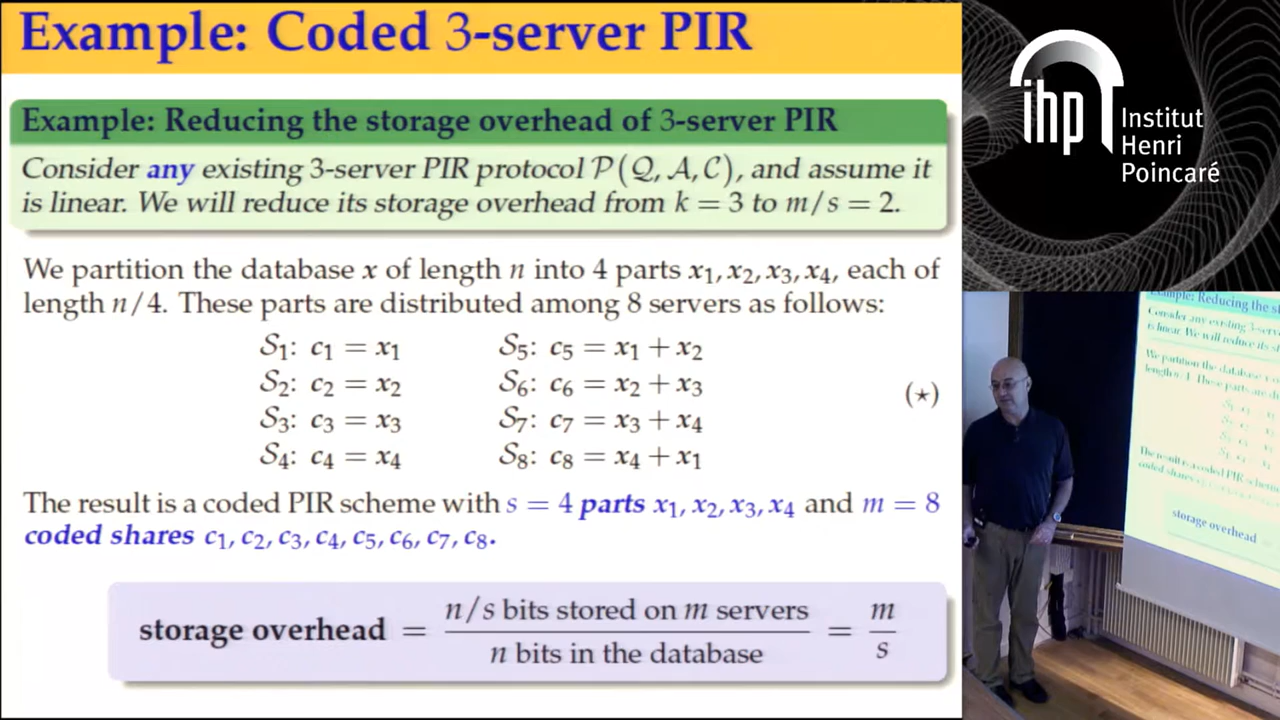 Example: Coded 3-server PIR
Example: Reducing the storage overhead of 3-server PIR
Consider any existing 3-server PIR protocol 𝒫(𝒬, 𝒜, 𝒞), and assume it
is linear. We will reduce its storage overhead from k = 3 to m/s = 2.
We partition the database x of length n into 4 parts x₁, x₂, x₃, x₄, each of
length n/4. These parts are distributed among 8 servers as follows:
𝒮₁: c₁ = x₁ 𝒮₅: c₅ = x₁ + x₂
𝒮₂: c₂ = x₂ 𝒮₆: c₆ = x₂ + x₃
(⋆)
𝒮₃: c₃ = x₃ 𝒮₇: c₇ = x₃ + x₄
𝒮₄: c₄ = x₄ 𝒮₈: c₈ = x₄ + x₁
The result is a coded PIR scheme with s = 4 parts x₁, x₂, x₃, x₄ and m = 8
coded shares c₁, c₂, c₃, c₄, c₅, c₆, c₇, c₈.
storage overhead = n/s bits stored on m servers / n bits in the database = m / s
ihp
Institut
Henri
Poincaré
Example: Reducing the s
storage overhead